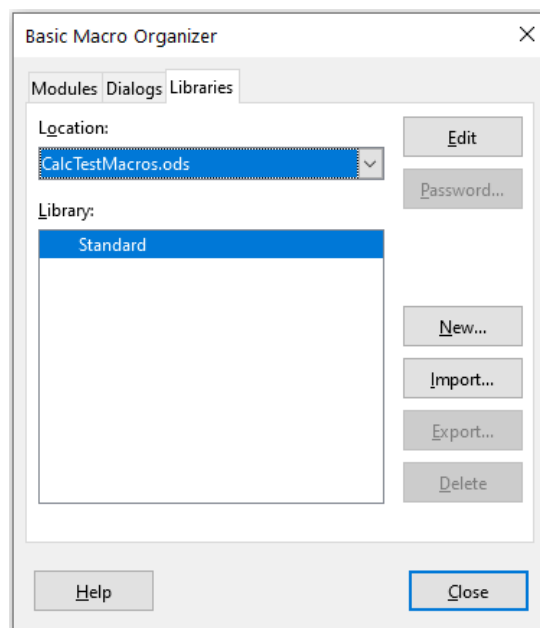 Basic Macro Organizer
Modules Dialogs Libraries
Location:
Edit
CalcTestMacros.ods
Password...
Library:
Standard
New...
Import...
Export...
Delete
Help
Close